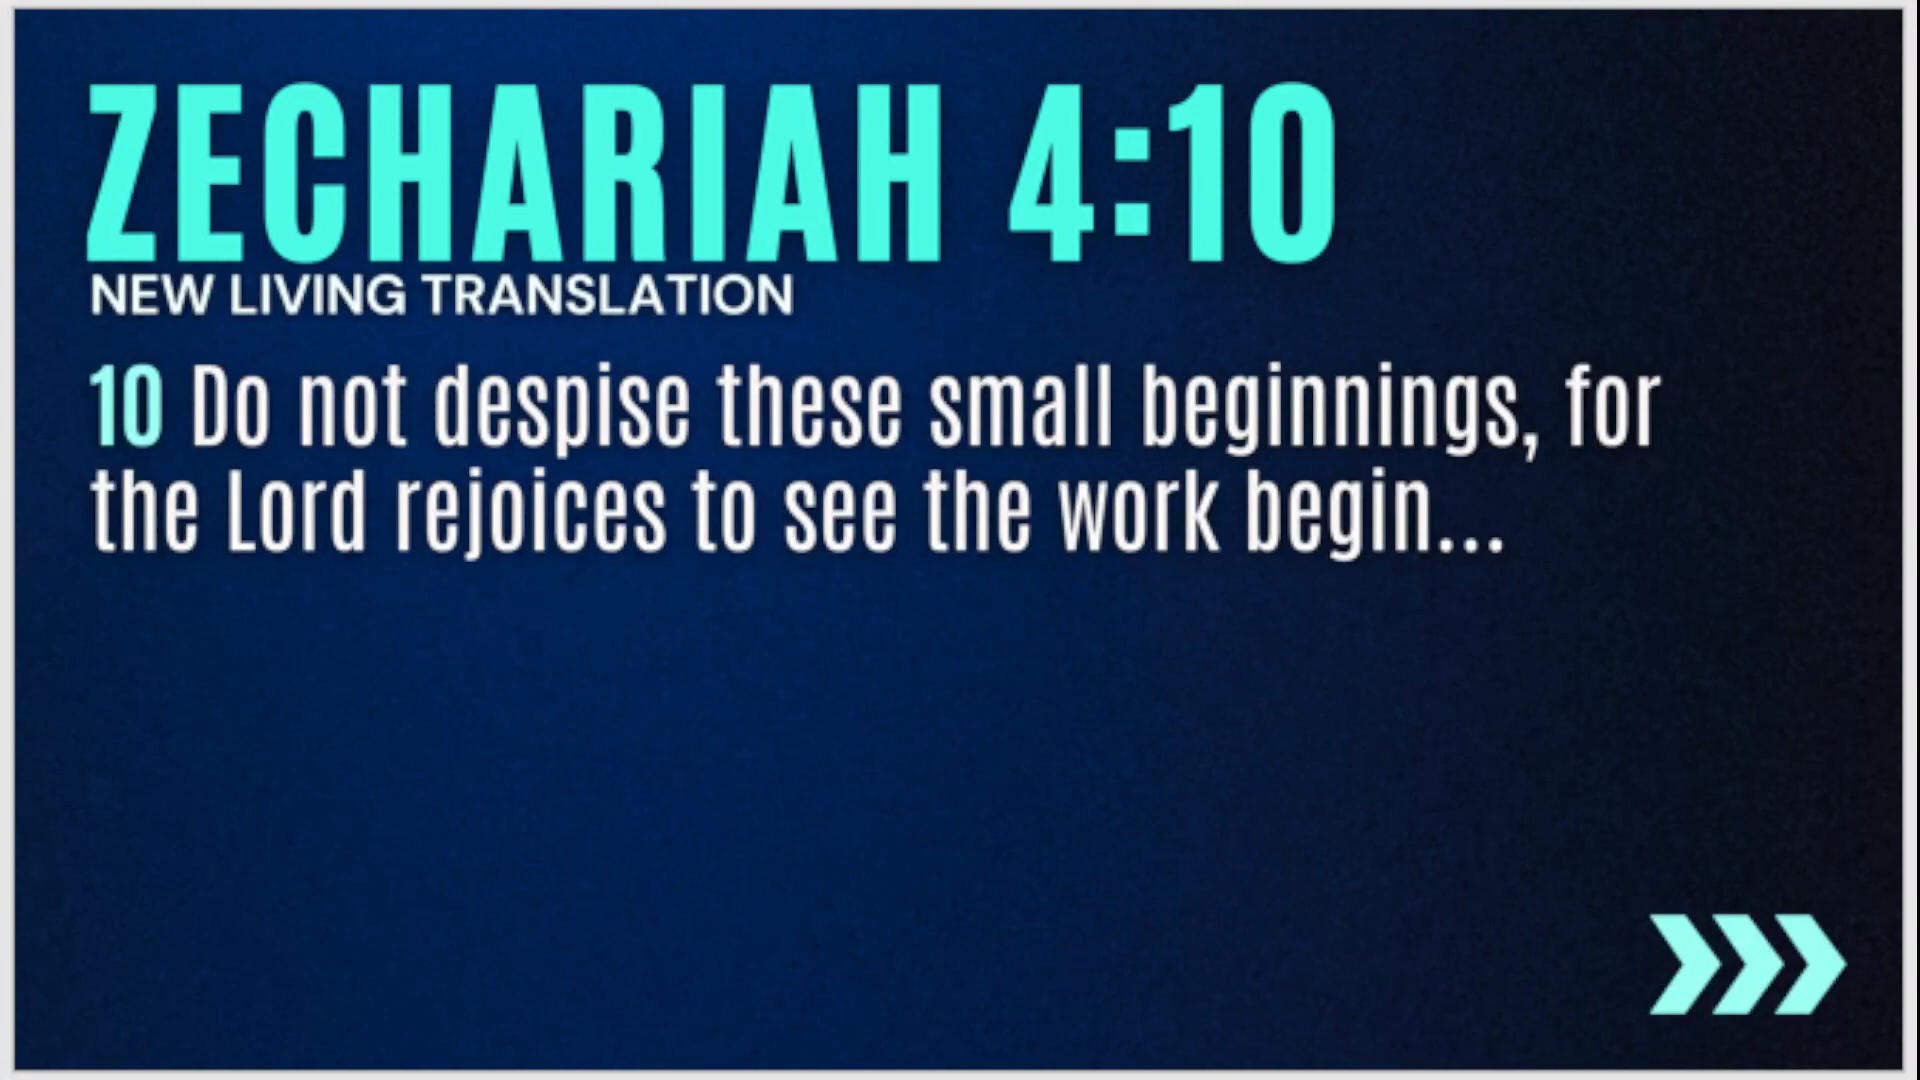 ZECHARIAH 4:10
NEW LIVING TRANSLATION
10 Do not despise these small beginnings, for
the Lord rejoices to see the work begin...